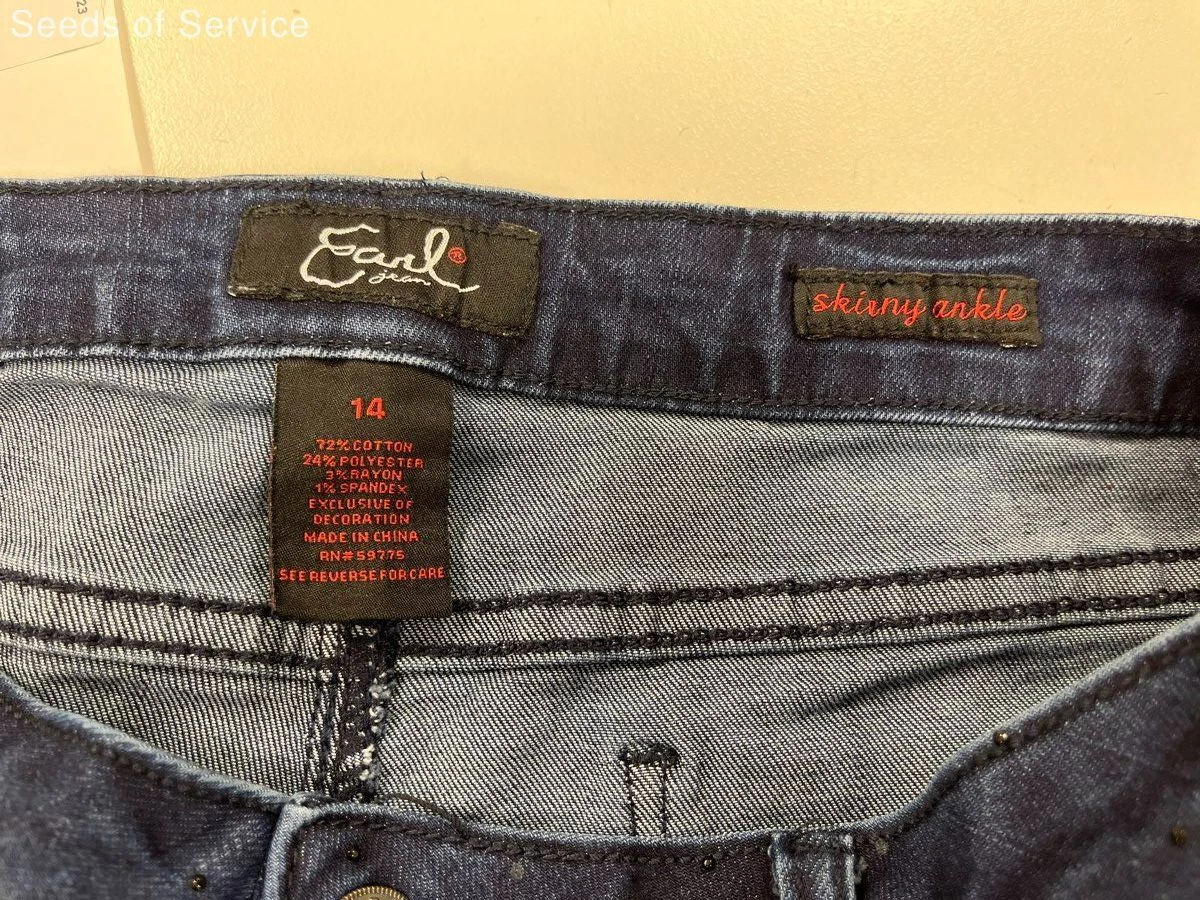 23
Seeds of Service
Earl
jean
®
skinny ankle
14
72% COTTON
24% POLYESTER
3% RAYON
1% SPANDEX
EXCLUSIVE OF
DECORATION
MADE IN CHINA
RN# 59775
SEE REVERSE FOR CARE